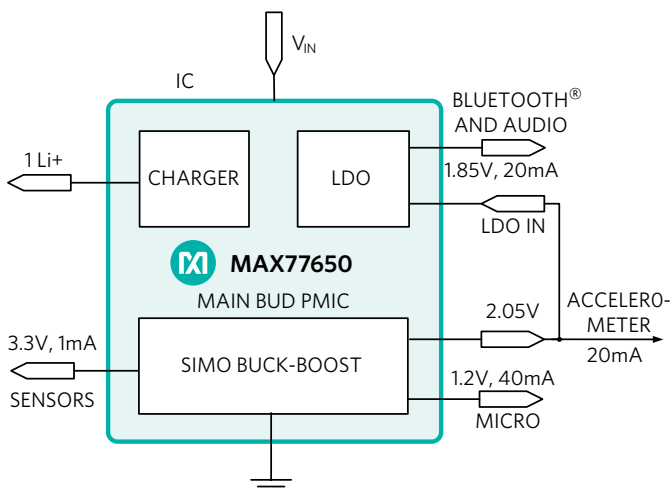 V_IN
IC
BLUETOOTH®
AND AUDIO
1 Li+
CHARGER
LDO
1.85V, 20mA
LDO IN
MAX77650
MAIN BUD PMIC
2.05V
ACCELERO-
METER
20mA
3.3V, 1mA
SENSORS
SIMO BUCK-BOOST
1.2V, 40mA
MICRO